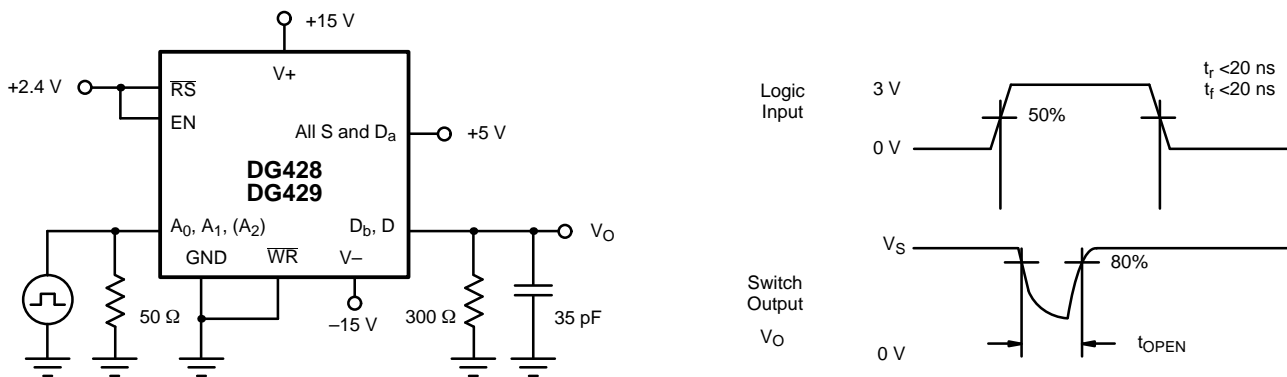 +15 V
+2.4 V
RS
V+
EN
All S and Da
+5 V
DG428
DG429
A0, A1, (A2)
Db, D
VO
GND
WR
V–
50 Ω
–15 V
300 Ω
35 pF
Logic
Input
3 V
0 V
50%
tr <20 ns
tf <20 ns
Switch
Output
VO
VS
0 V
80%
tOPEN